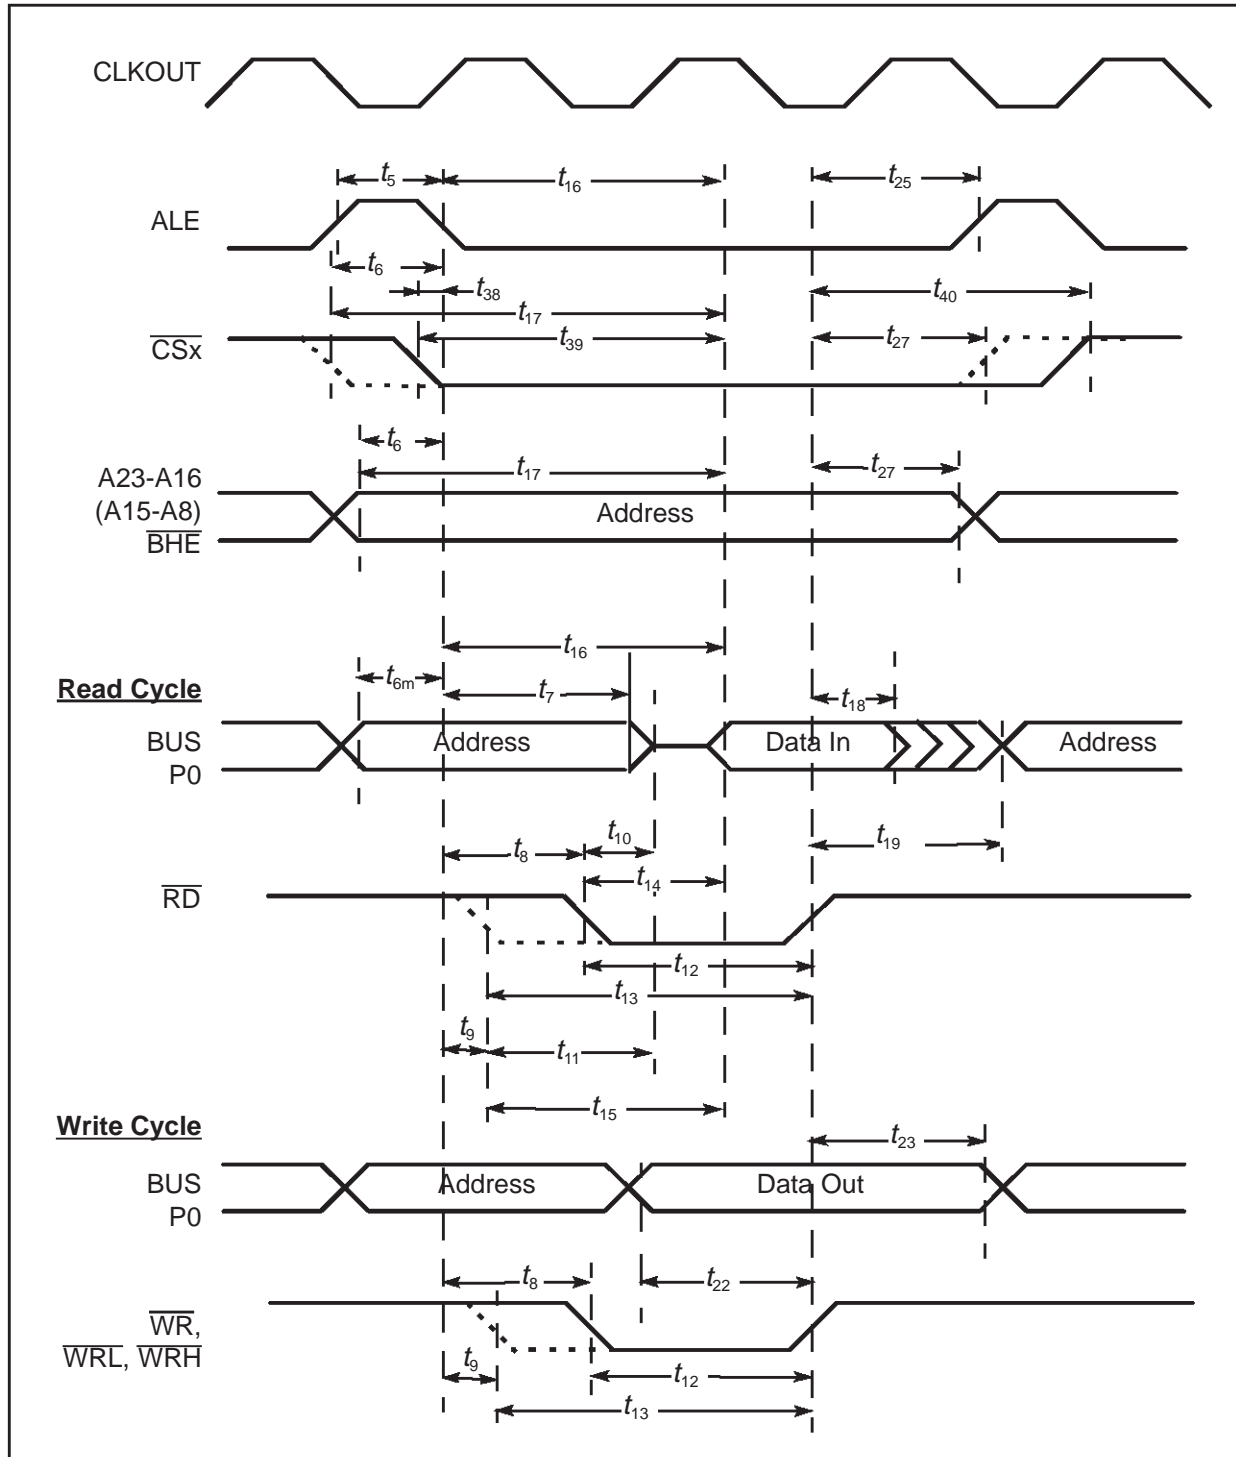 CLKOUT
t5
t16
t25
ALE
t6
t38
t40
t17
CSx
t39
t27
t6
t17
t27
A23-A16
(A15-A8)
Address
BHE
t16
t6m
t7
t18
Read Cycle
BUS
Address
Data In
Address
P0
t10
t8
t19
t14
RD
t12
t13
t9
t11
t15
Write Cycle
t23
BUS
Address
Data Out
P0
t8
t22
WR,
WRL, WRH
t9
t12
t13